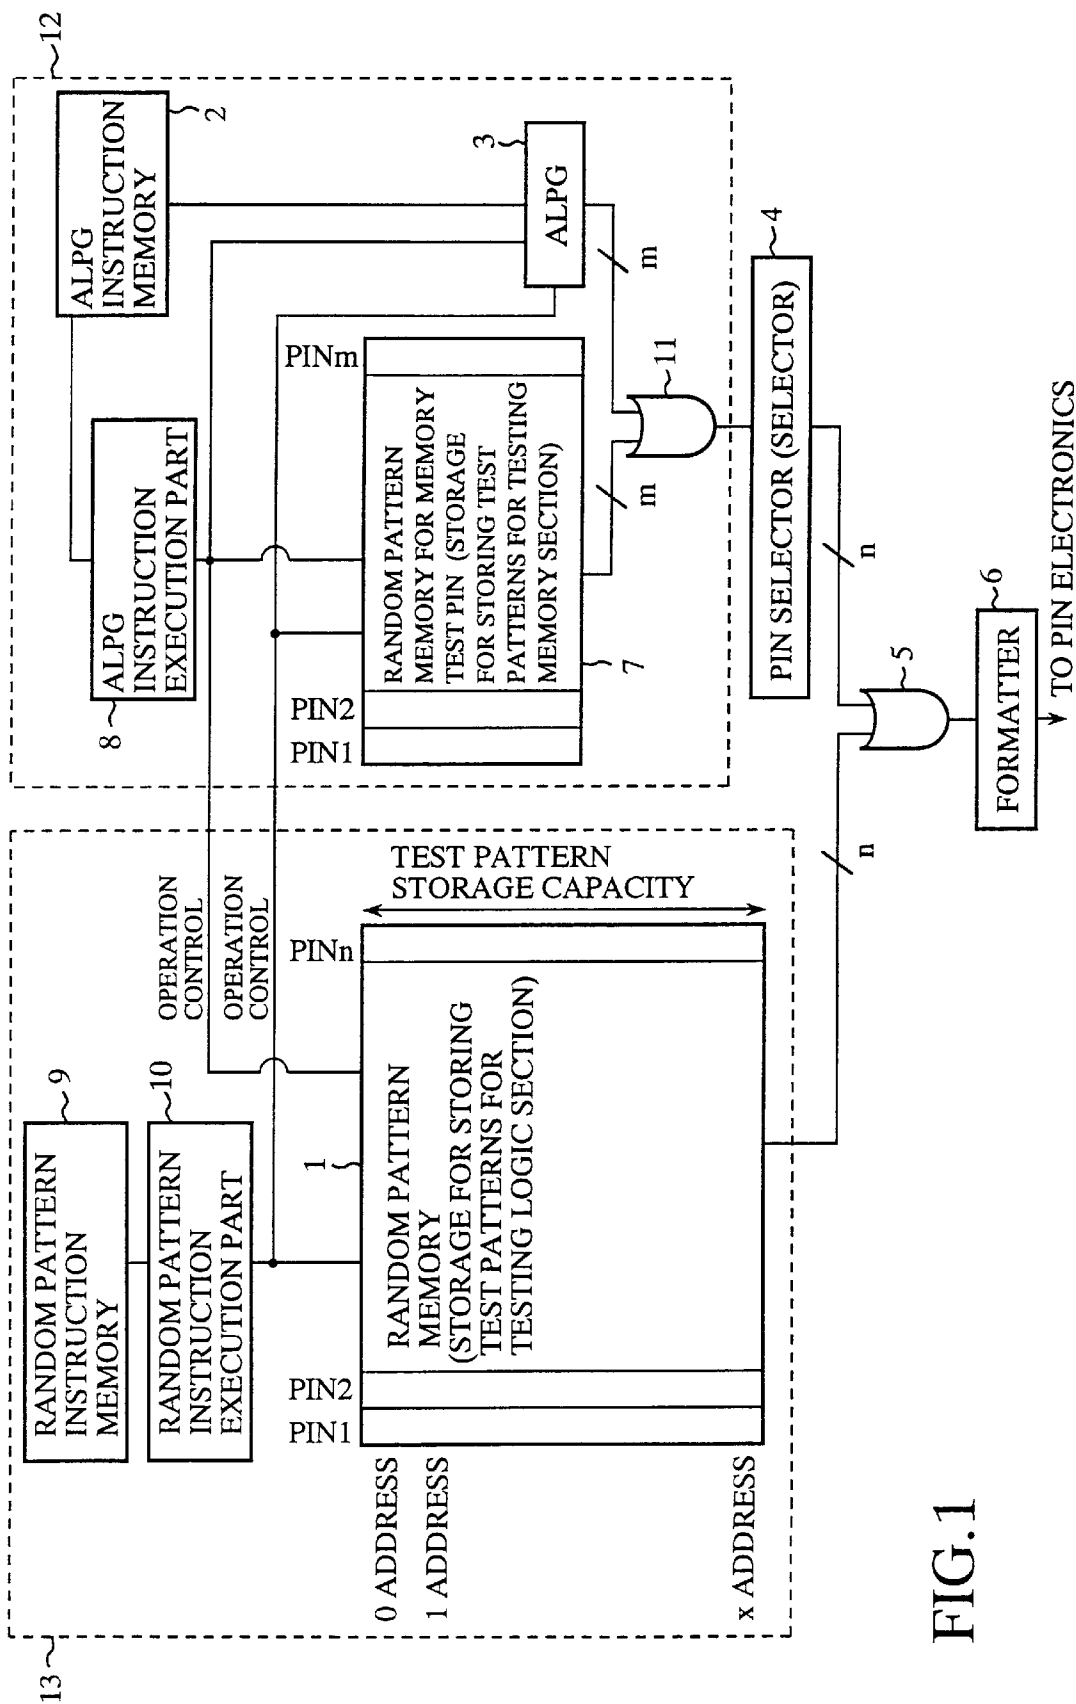 13
12
RANDOM PATTERN
INSTRUCTION
MEMORY
9
RANDOM PATTERN
INSTRUCTION
EXECUTION PART
10
OPERATION
CONTROL
OPERATION
CONTROL
ALPG
INSTRUCTION
EXECUTION PART
8
ALPG
INSTRUCTION
MEMORY
2
1
PIN1
PIN2
PINn
0 ADDRESS
1 ADDRESS
x ADDRESS
RANDOM PATTERN
MEMORY
(STORAGE FOR STORING
TEST PATTERNS FOR
TESTING LOGIC SECTION)
TEST PATTERN
STORAGE CAPACITY
PIN1
PIN2
PINm
RANDOM PATTERN
MEMORY FOR MEMORY
TEST PIN (STORAGE
FOR STORING TEST
PATTERNS FOR TESTING
MEMORY SECTION)
7
3
ALPG
m
m
11
4
PIN SELECTOR (SELECTOR)
n
n
5
6
FORMATTER
TO PIN ELECTRONICS
FIG.1